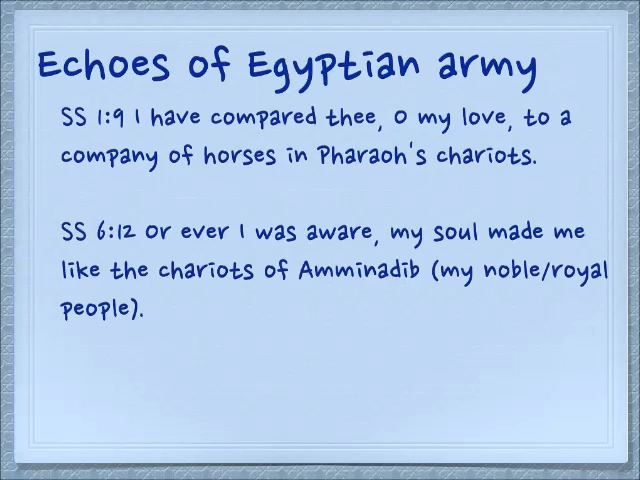 Echoes of Egyptian army
SS 1:9 I have compared thee, O my love, to a
company of horses in Pharaoh's chariots.
SS 6:12 Or ever I was aware, my soul made me
like the chariots of Amminadib (my noble/royal
people).